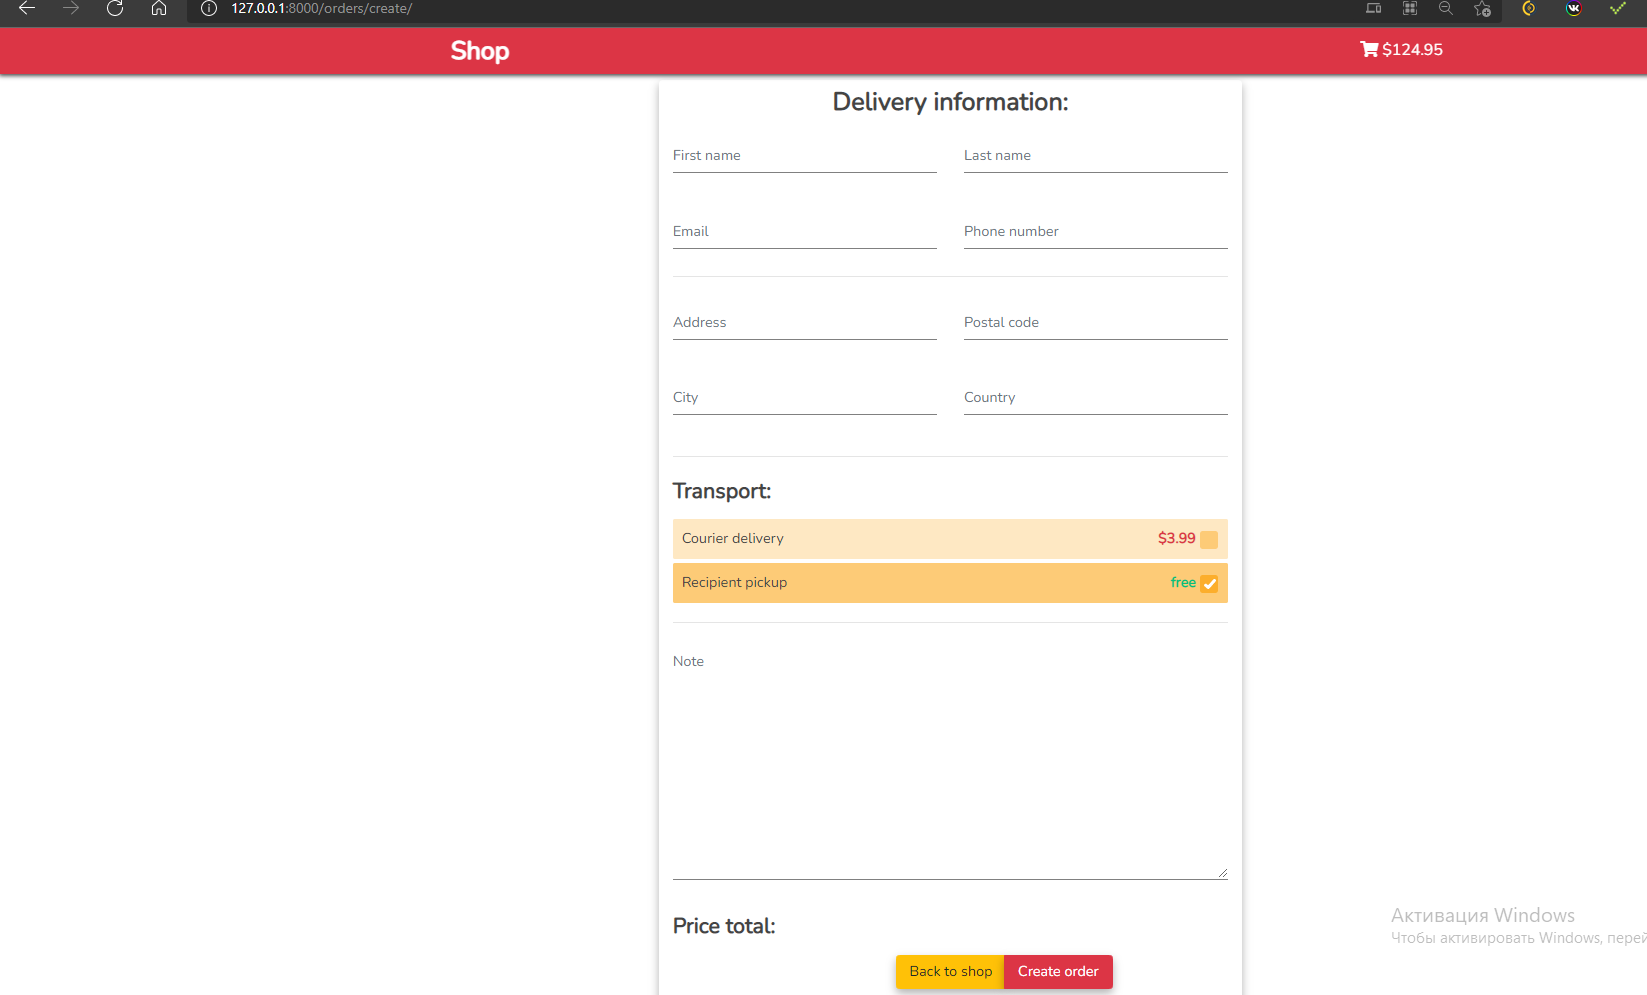 127.0.0.1:8000/orders/create/
Shop
$124.95
Delivery information:
First name
Last name
Email
Phone number
Address
Postal code
City
Country
Transport:
Courier delivery
$3.99
Recipient pickup
free
Note
Price total:
Back to shop
Create order
Активация Windows
Чтобы активировать Windows, перей